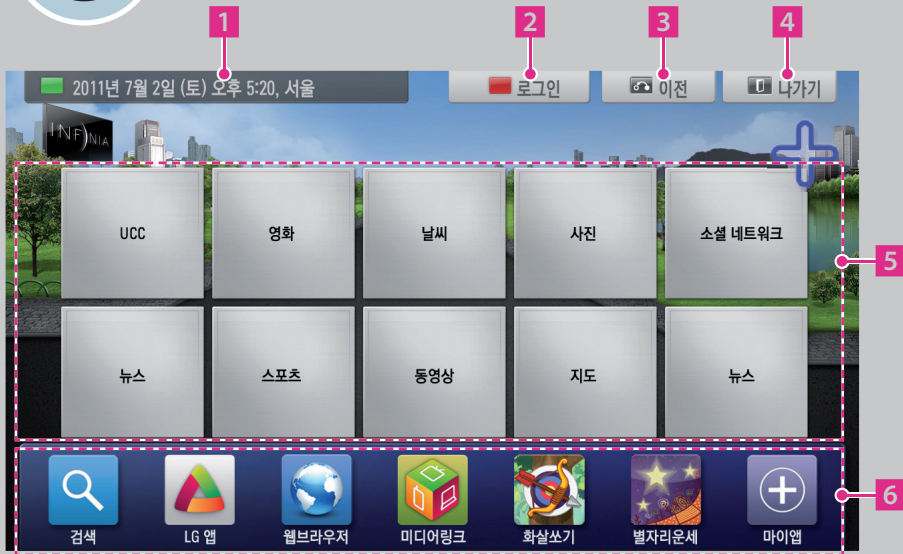 1
2
3
4
2011년 7월 2일 (토) 오후 5:20, 서울
로그인
이전
나가기
INFINIA
UCC
영화
날씨
사진
소셜 네트워크
5
뉴스
스포츠
동영상
지도
뉴스
6
검색
LG 앱
웹브라우저
미디어링크
화살쏘기
별자리운세
마이앱